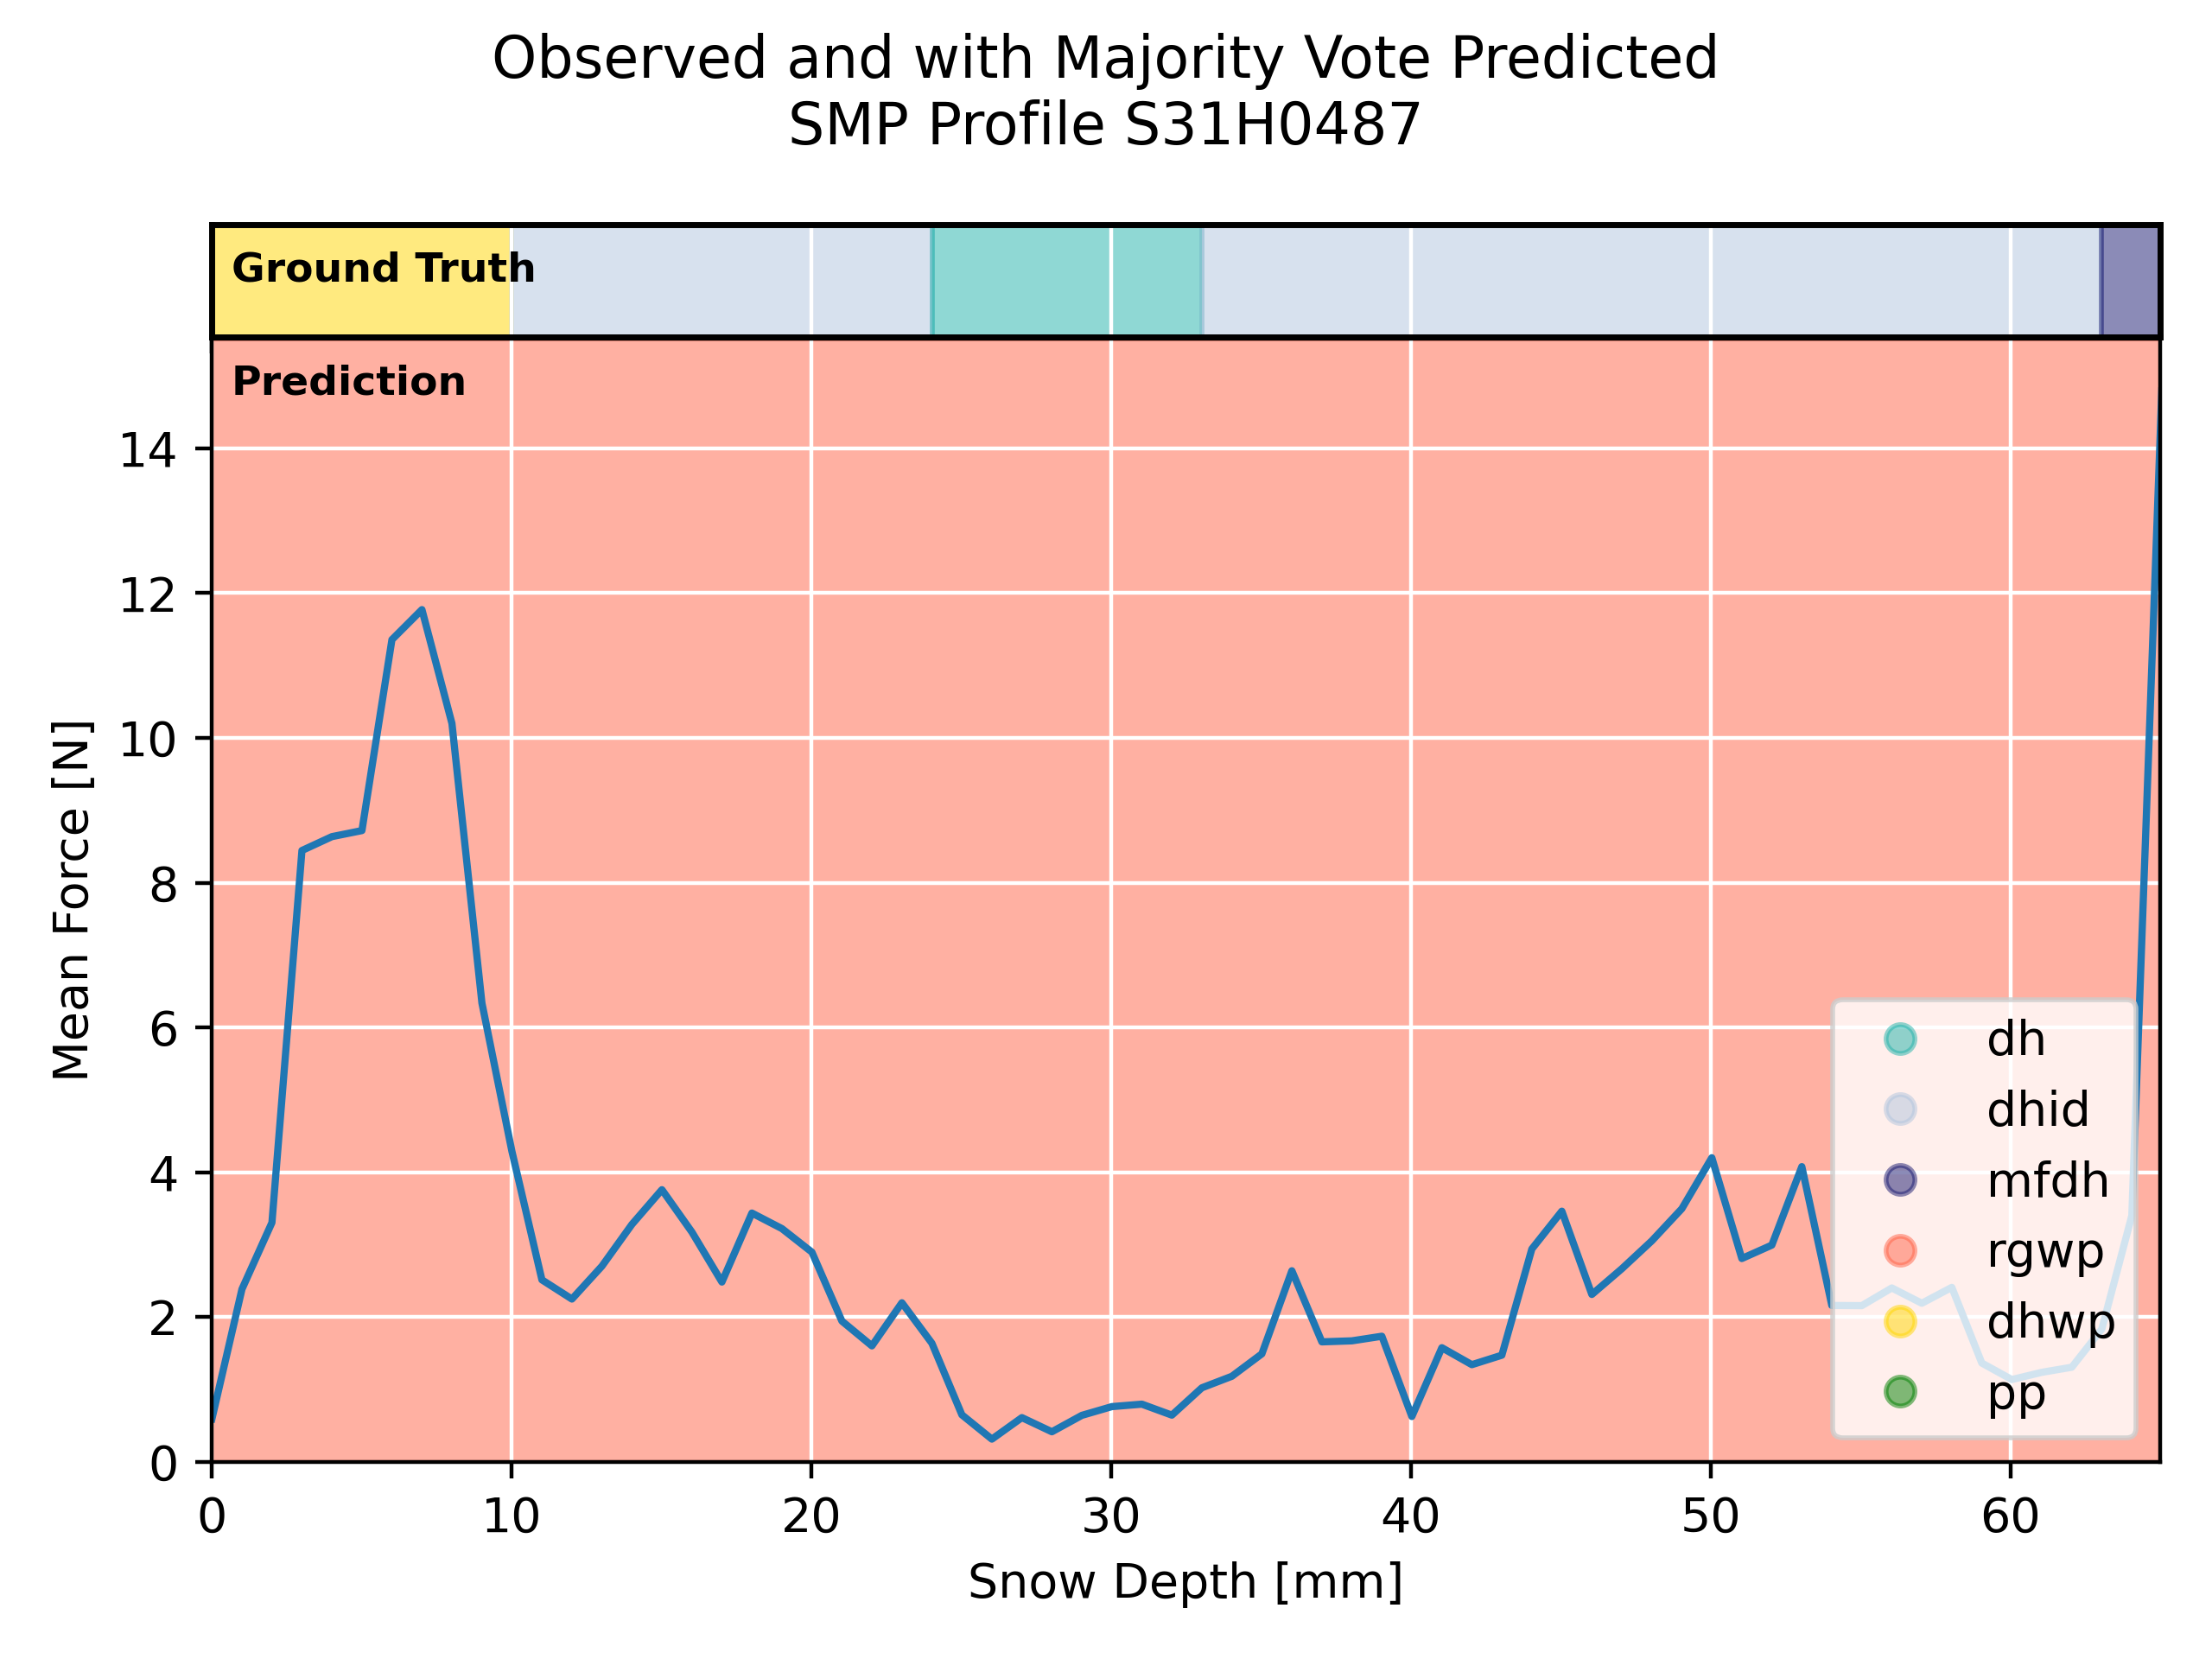 Observed and with Majority Vote Predicted
SMP Profile S31H0487
Ground Truth
Prediction
14
12
10
8
6
4
2
0
Mean Force [N]
dh
dhid
mfdh
rgwp
dhwp
pp
0 10 20 30 40 50 60
Snow Depth [mm]